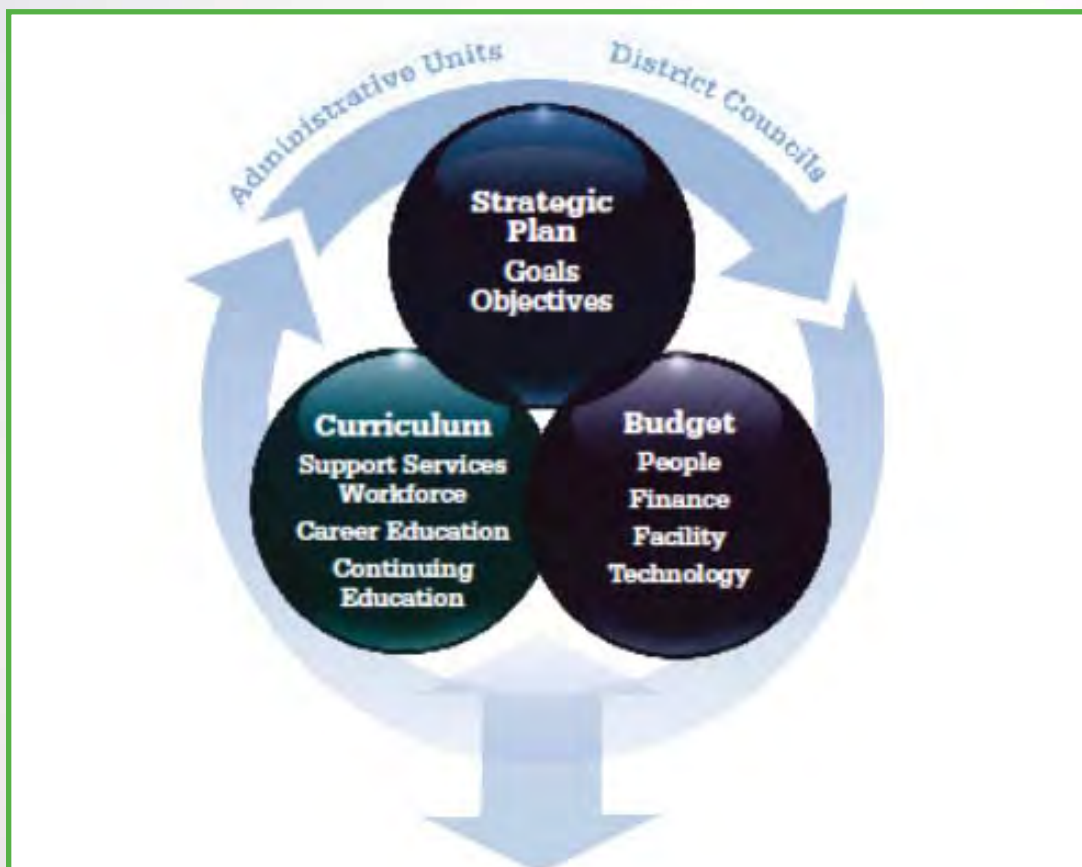 Administrative Units
District Councils
Strategic
Plan
Goals
Objectives
Curriculum
Support Services
Workforce
Career Education
Continuing
Education
Budget
People
Finance
Facility
Technology